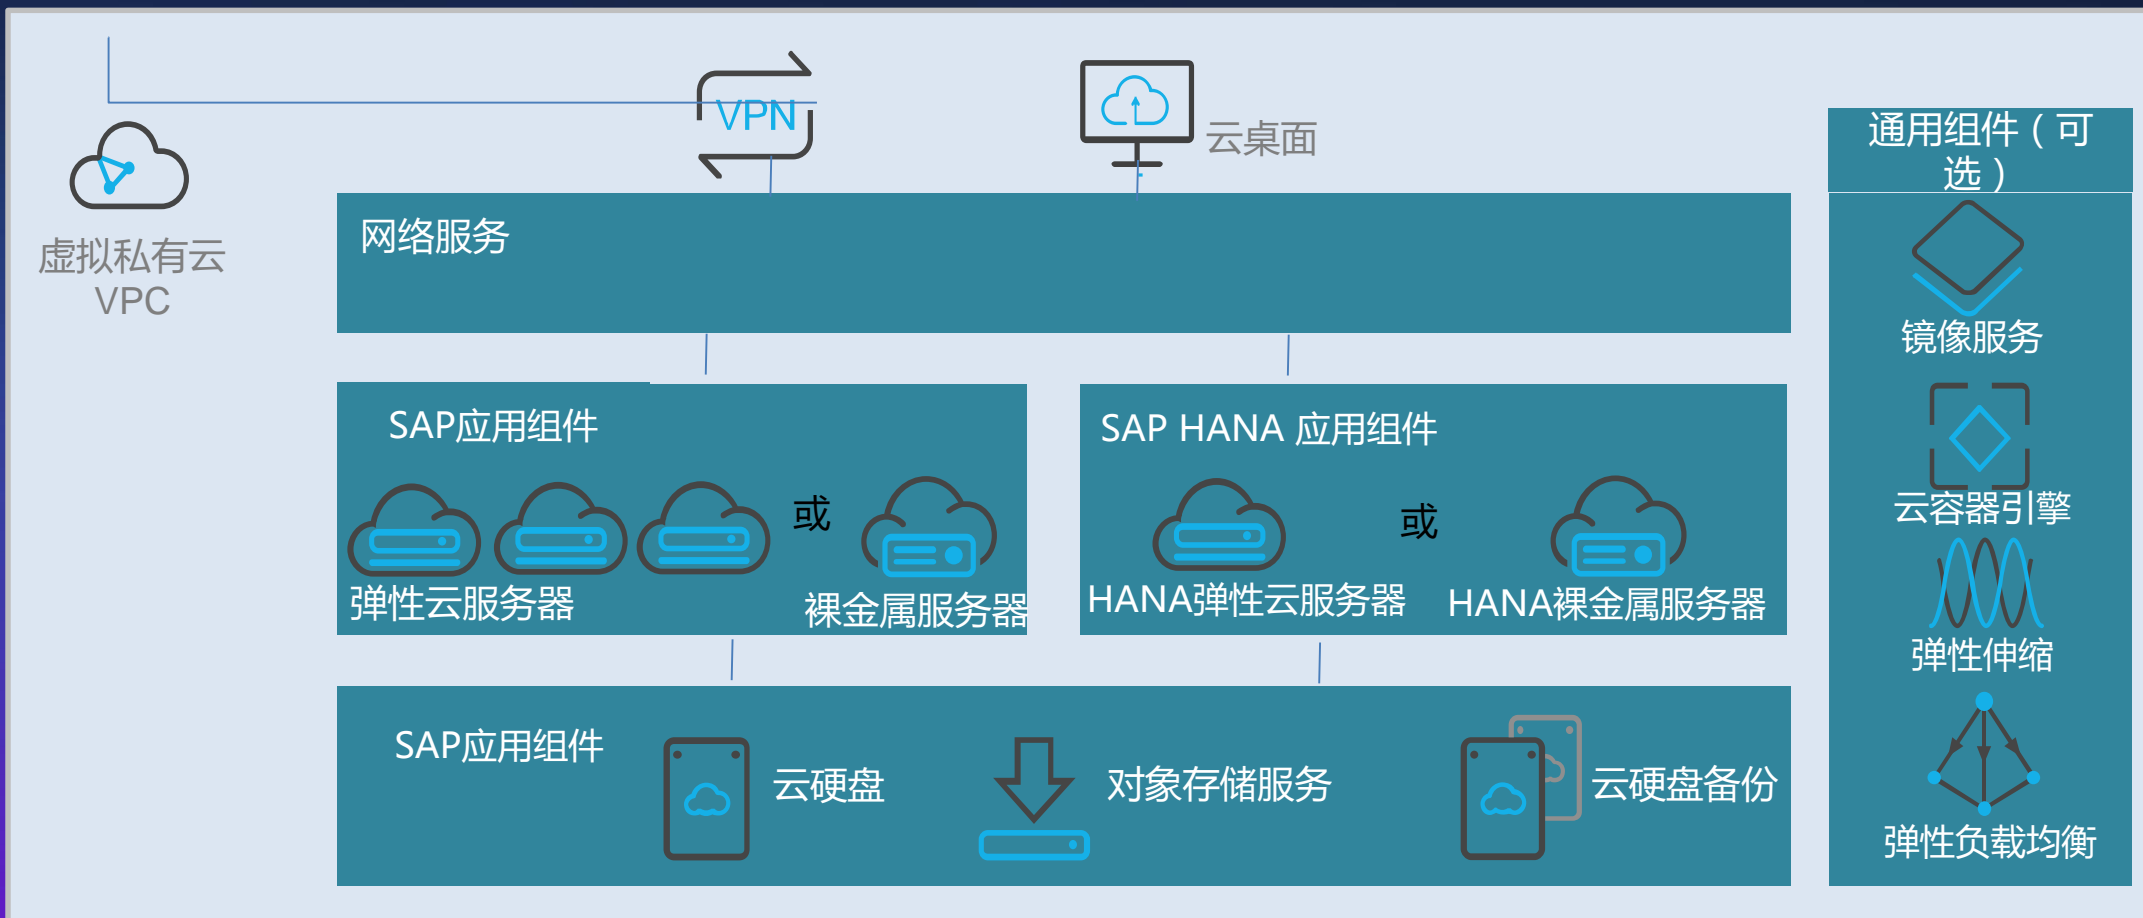 VPN
云桌面
虚拟私有云
VPC
网络服务
SAP应用组件
或
弹性云服务器
裸金属服务器
SAP HANA 应用组件
或
HANA弹性云服务器
HANA裸金属服务器
SAP应用组件
云硬盘
对象存储服务
云硬盘备份
通用组件（可
选）
镜像服务
云容器引擎
弹性伸缩
弹性负载均衡